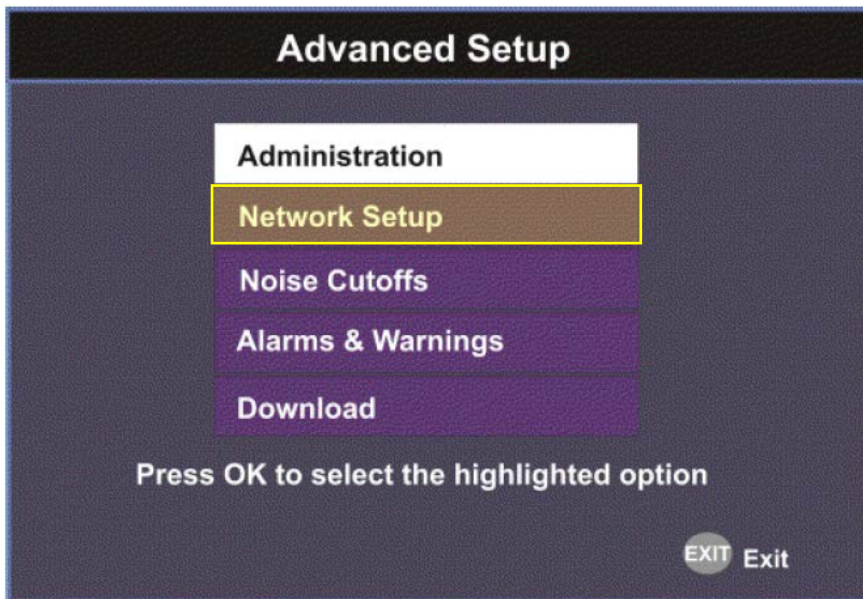 Advanced Setup
Administration
Network Setup
Noise Cutoffs
Alarms & Warnings
Download
Press OK to select the highlighted option
EXIT Exit